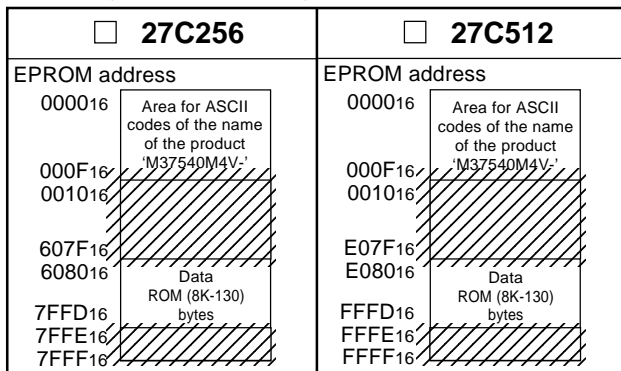 ☐ 27C256
EPROM address
0000₁₆
Area for ASCII
codes of the name
of the product
‘M37540M4V-’
000F₁₆
0010₁₆
607F₁₆
6080₁₆
Data
ROM (8K-130)
bytes
7FFD₁₆
7FFE₁₆
7FFF₁₆
☐ 27C512
EPROM address
0000₁₆
Area for ASCII
codes of the name
of the product
‘M37540M4V-’
000F₁₆
0010₁₆
E07F₁₆
E080₁₆
Data
ROM (8K-130)
bytes
FFFD₁₆
FFFE₁₆
FFFF₁₆